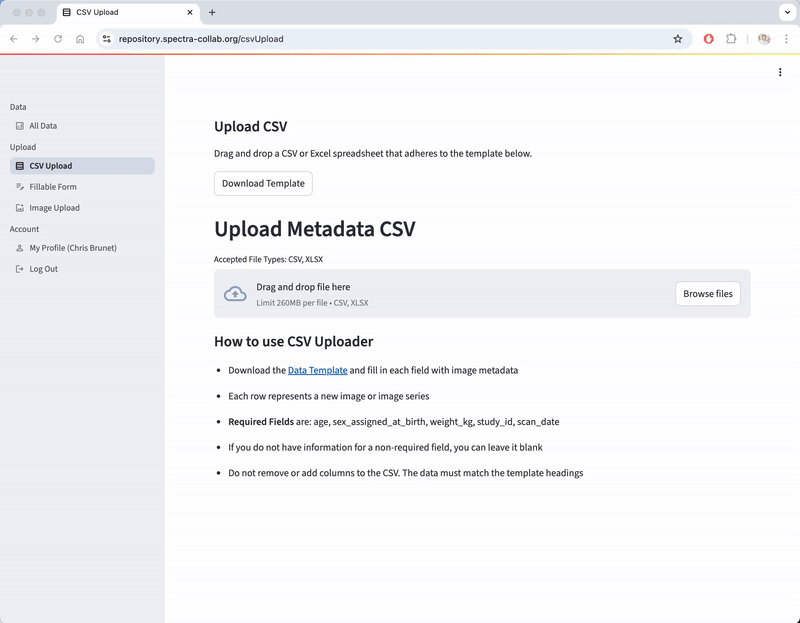 CSV Upload
repository.spectra-collab.org/csvUpload
Data
All Data
Upload
CSV Upload
Fillable Form
Image Upload
Account
My Profile (Chris Brunet)
Log Out
Upload CSV
Drag and drop a CSV or Excel spreadsheet that adheres to the template below.
Download Template
Upload Metadata CSV
Accepted File Types: CSV, XLSX
Drag and drop file here
Limit 260MB per file • CSV, XLSX
Browse files
How to use CSV Uploader
• Download the Data Template and fill in each field with image metadata
• Each row represents a new image or image series
• Required Fields are: age, sex_assigned_at_birth, weight_kg, study_id, scan_date
• If you do not have information for a non-required field, you can leave it blank
• Do not remove or add columns to the CSV. The data must match the template headings